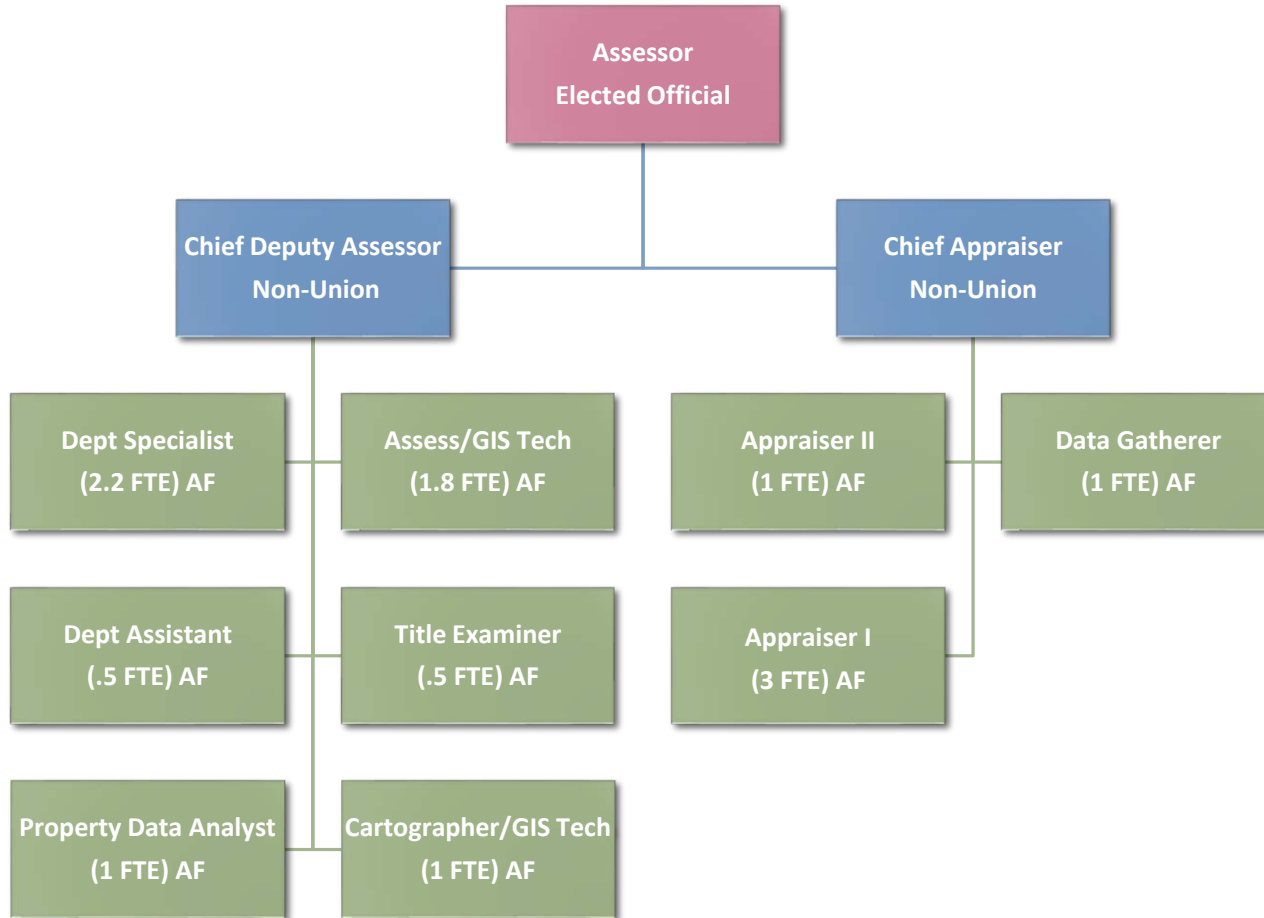 Assessor
Elected Official
Chief Deputy Assessor
Non-Union
Chief Appraiser
Non-Union
Dept Specialist
(2.2 FTE) AF
Assess/GIS Tech
(1.8 FTE) AF
Appraiser II
(1 FTE) AF
Data Gatherer
(1 FTE) AF
Dept Assistant
(.5 FTE) AF
Title Examiner
(.5 FTE) AF
Appraiser I
(3 FTE) AF
Property Data Analyst
(1 FTE) AF
Cartographer/GIS Tech
(1 FTE) AF